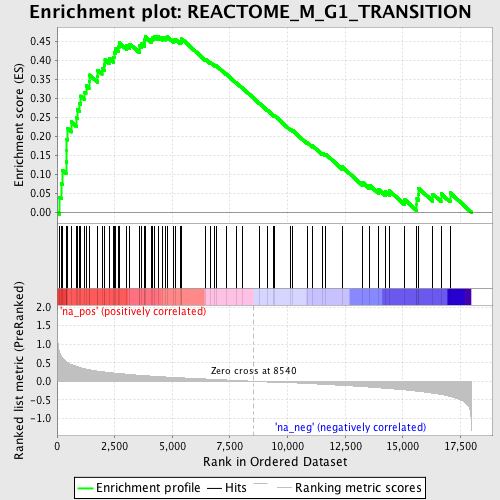 Enrichment plot: REACTOME_M_G1_TRANSITION
Enrichment score (ES)
0.45
0.40
0.35
0.30
0.25
0.20
0.15
0.10
0.05
0.00
'na_pos' (positively correlated)
Ranked list metric (PreRanked)
2.0
1.5
1.0
0.5
0.0
-0.5
-1.0
Zero cross at 8540
'na_neg' (negatively correlated)
0
2,500
5,000
7,500
10,000
12,500
15,000
17,500
Rank in Ordered Dataset
Enrichment profile
Hits
Ranking metric scores